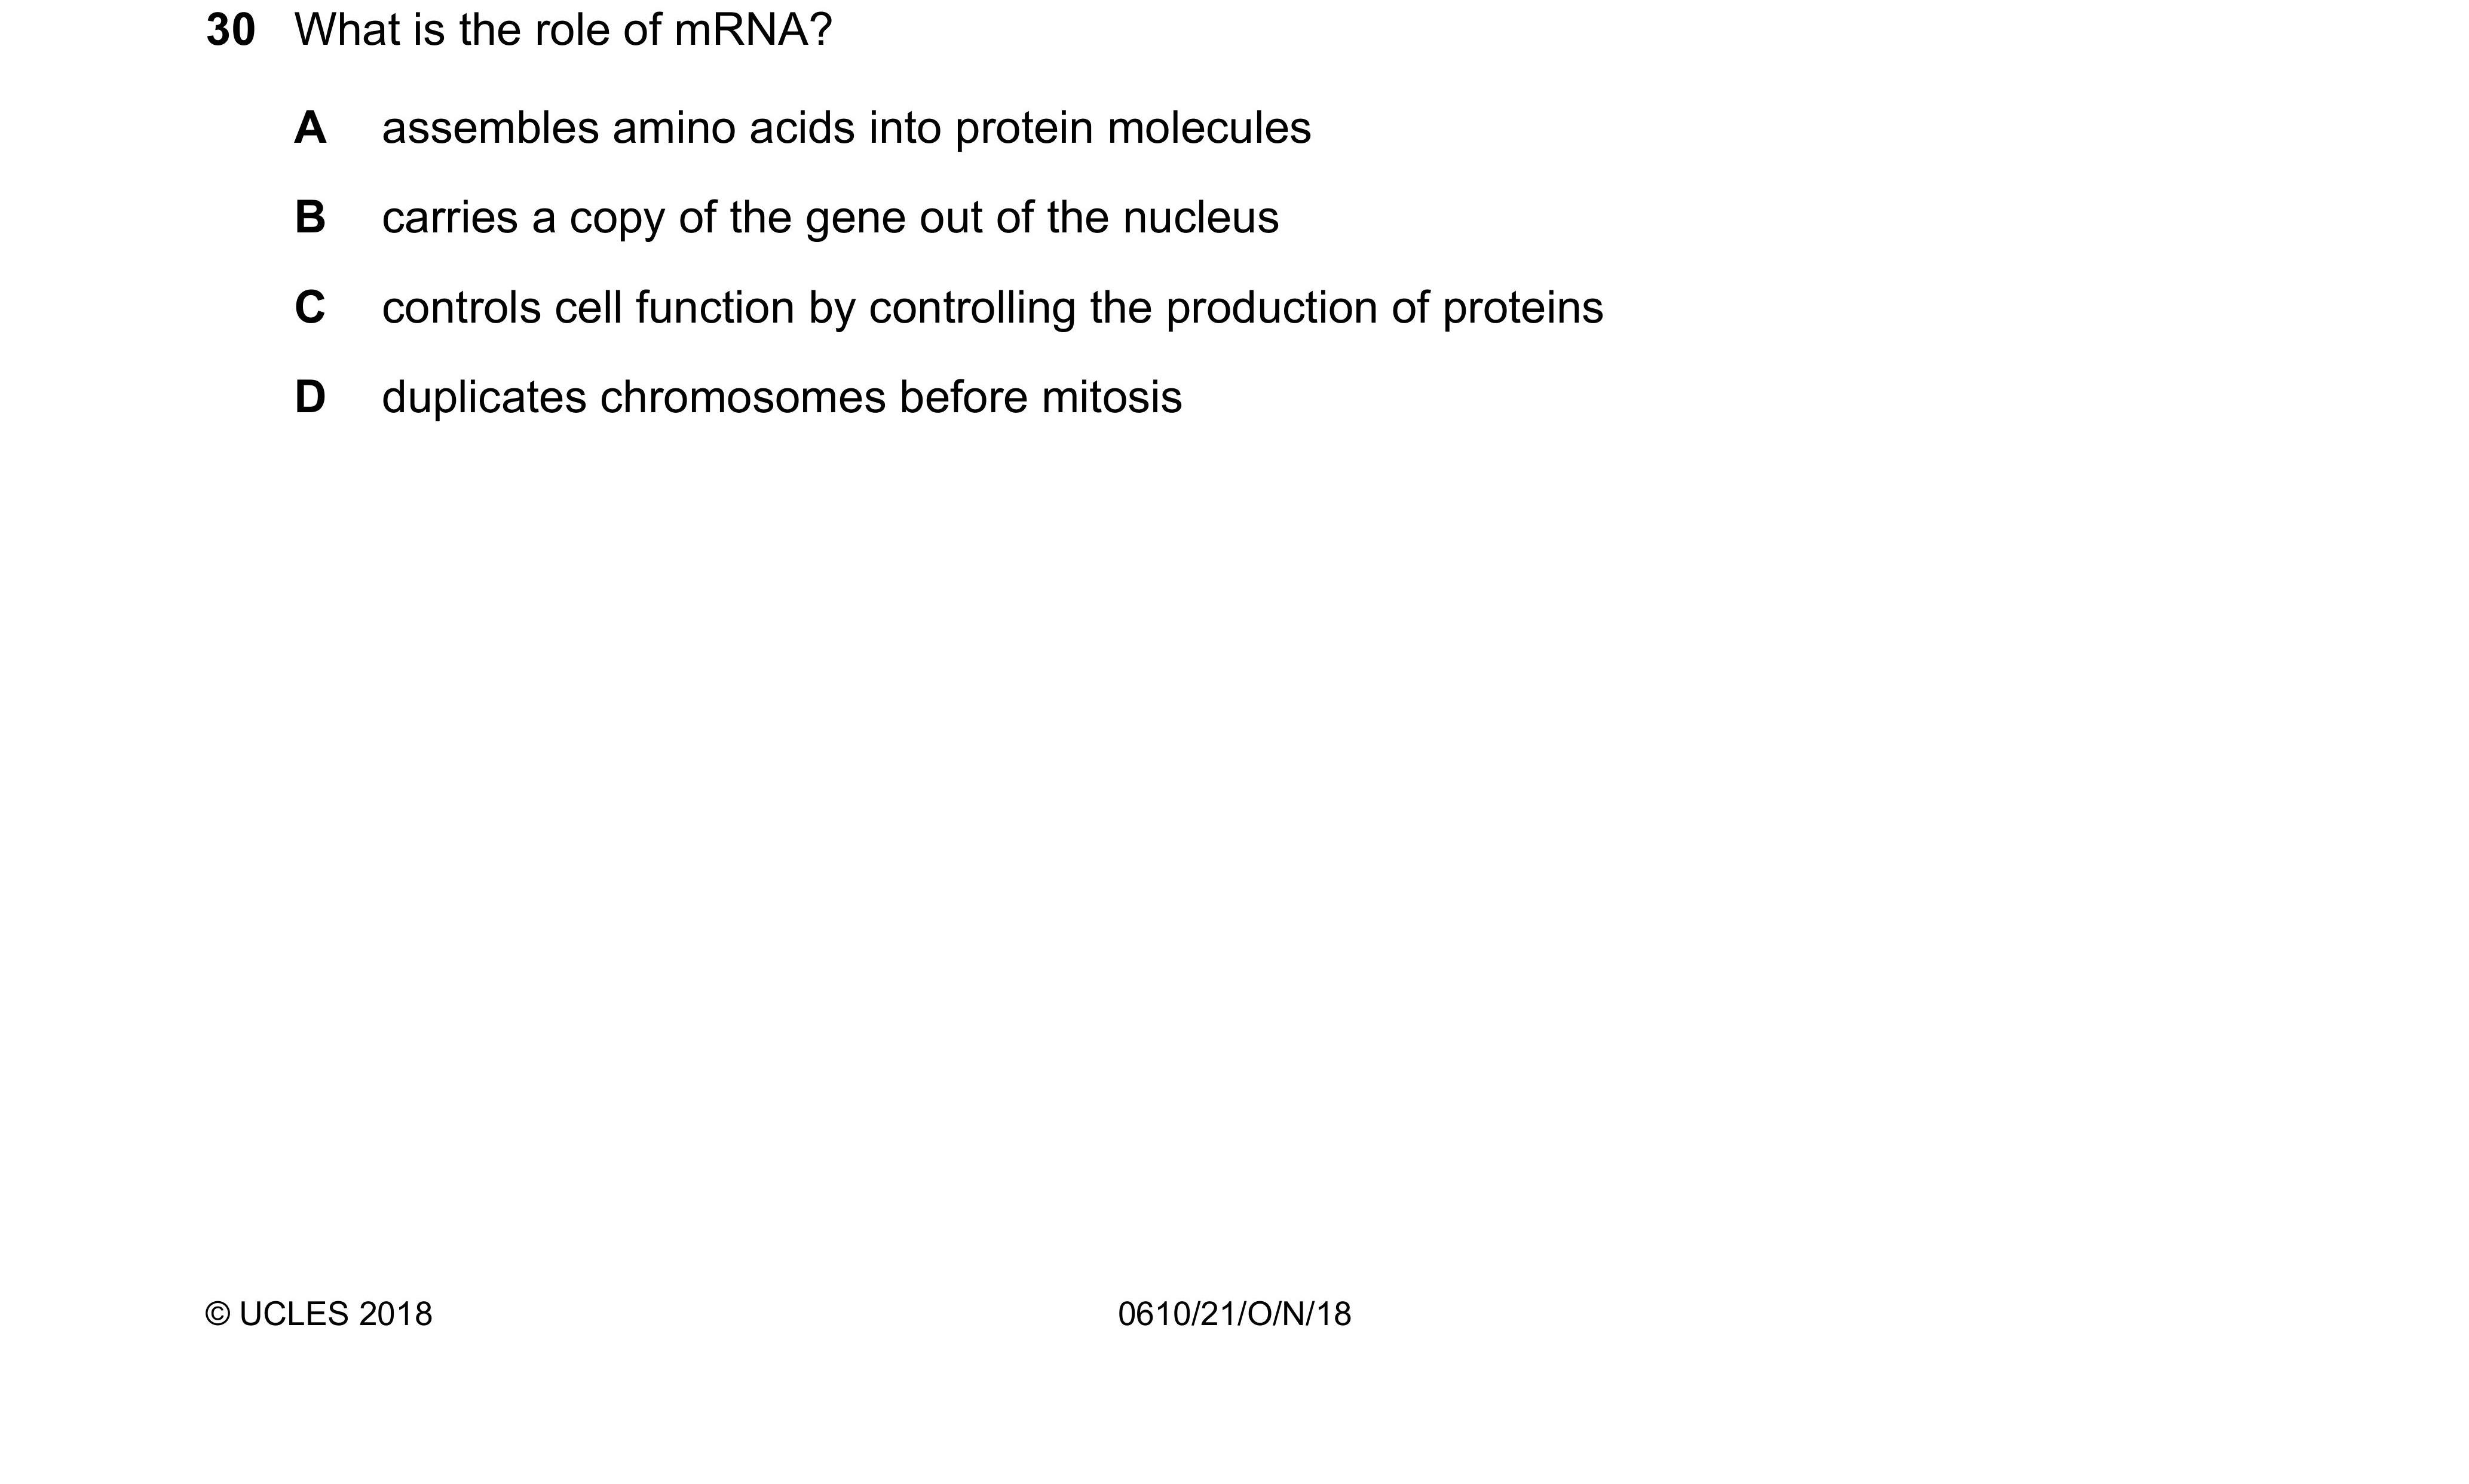 30 What is the role of mRNA?
A assembles amino acids into protein molecules
B carries a copy of the gene out of the nucleus
C controls cell function by controlling the production of proteins
D duplicates chromosomes before mitosis
© UCLES 2018 0610/21/O/N/18